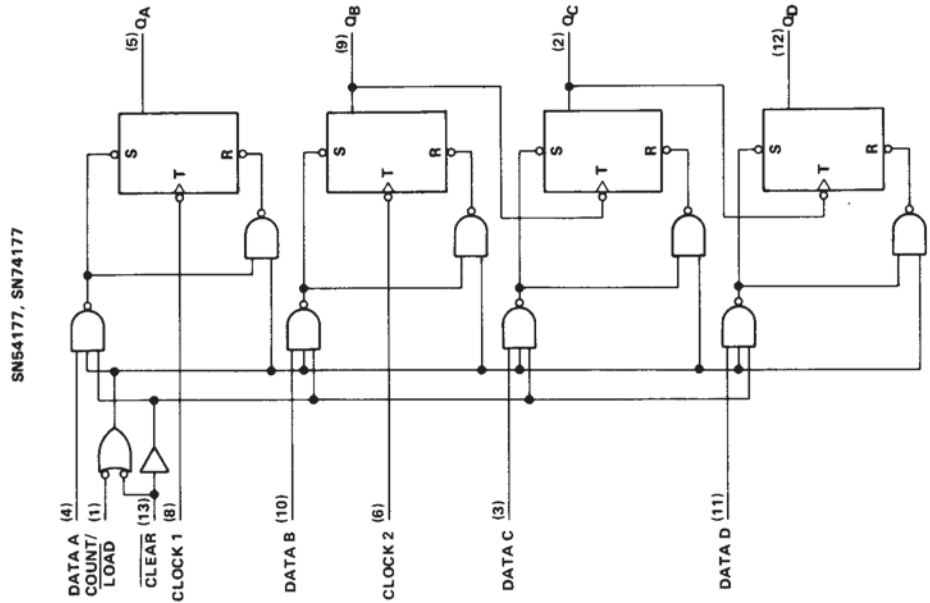 SN54177, SN74177
DATA A (4)
COUNT/
LOAD (1)
CLEAR (13)
CLOCK 1 (8)
DATA B (10)
CLOCK 2 (6)
DATA C (3)
DATA D (11)
S
T
R
(5) QA
S
T
R
(9) QB
S
T
R
(2) QC
S
T
R
(12) QD